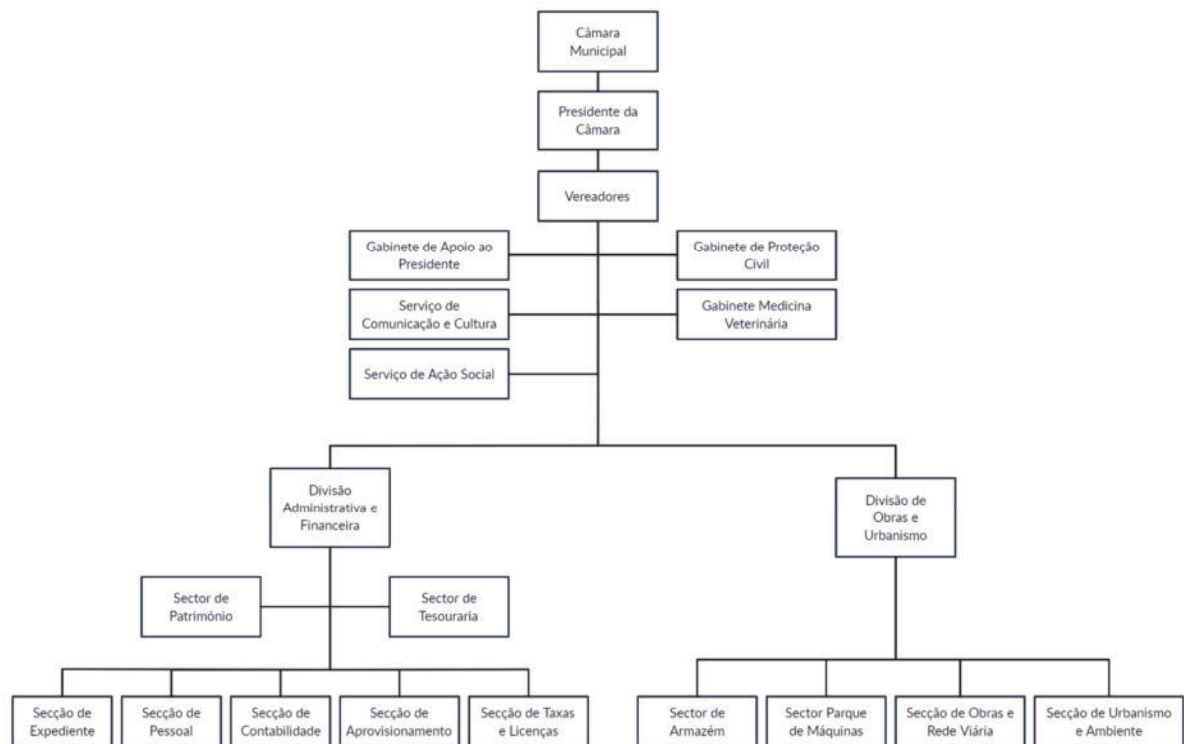 Câmara
Municipal
Presidente da
Câmara
Vereadores
Gabinete de Apoio ao
Presidente
Gabinete de Proteção
Civil
Serviço de
Comunicação e Cultura
Gabinete Medicina
Veterinária
Serviço de Ação Social
Divisão
Administrativa e
Financeira
Divisão de
Obras e
Urbanismo
Sector de
Património
Sector de
Tesouraria
Secção de
Expediente
Secção de
Pessoal
Secção de
Contabilidade
Secção de
Aprovisionamento
Secção de Taxas
e Licenças
Sector de
Armazém
Sector Parque
de Máquinas
Secção de Obras e
Rede Viária
Secção de Urbanismo
e Ambiente